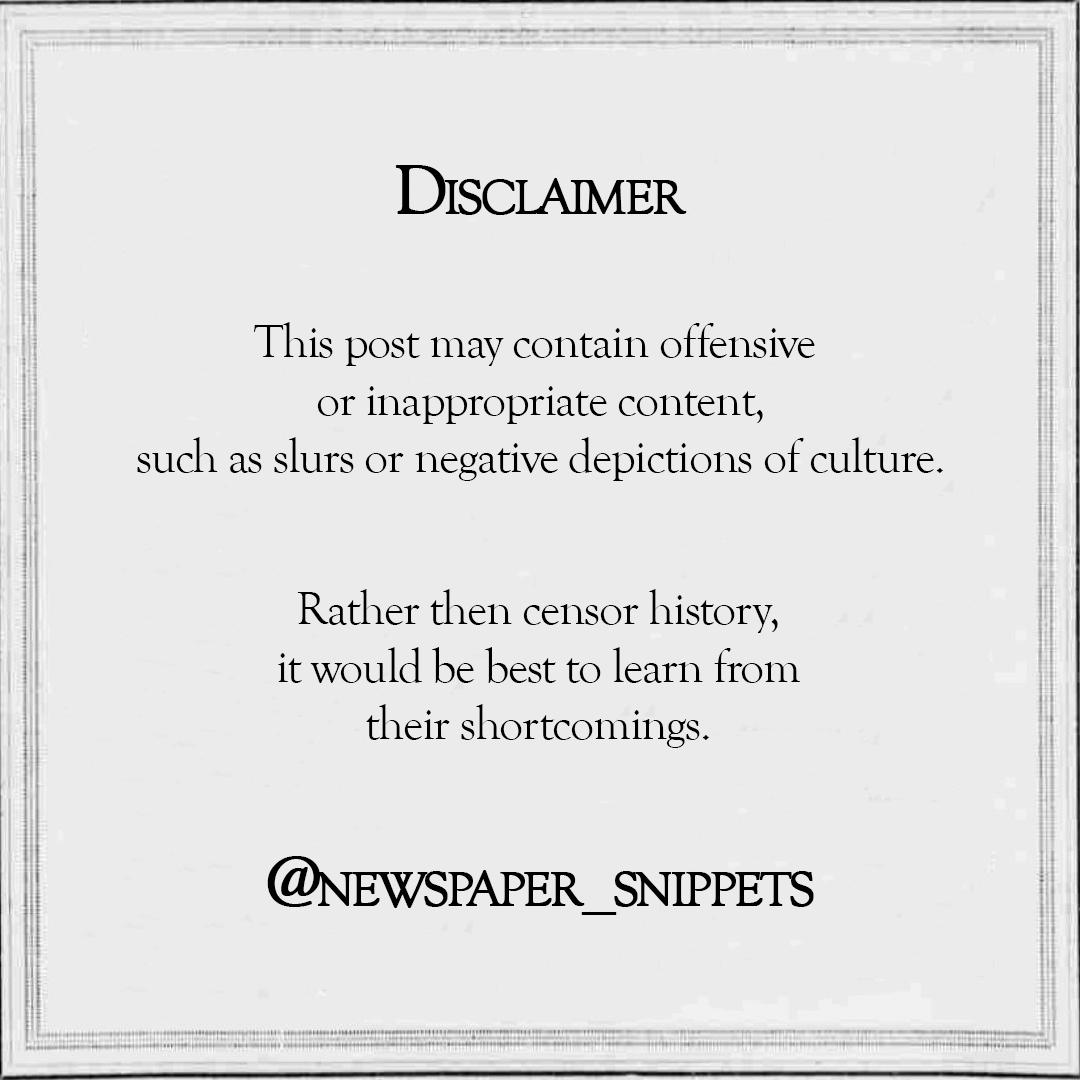 Disclaimer
This post may contain offensive
or inappropriate content,
such as slurs or negative depictions of culture.
Rather then censor history,
it would be best to learn from
their shortcomings.
@newspaper_snippets